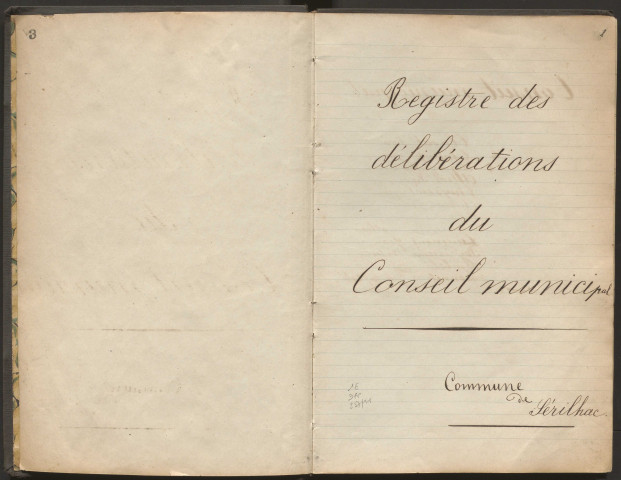 3
1
Registre des
délibérations
du
Conseil municipal
Commune
de Sérilhac